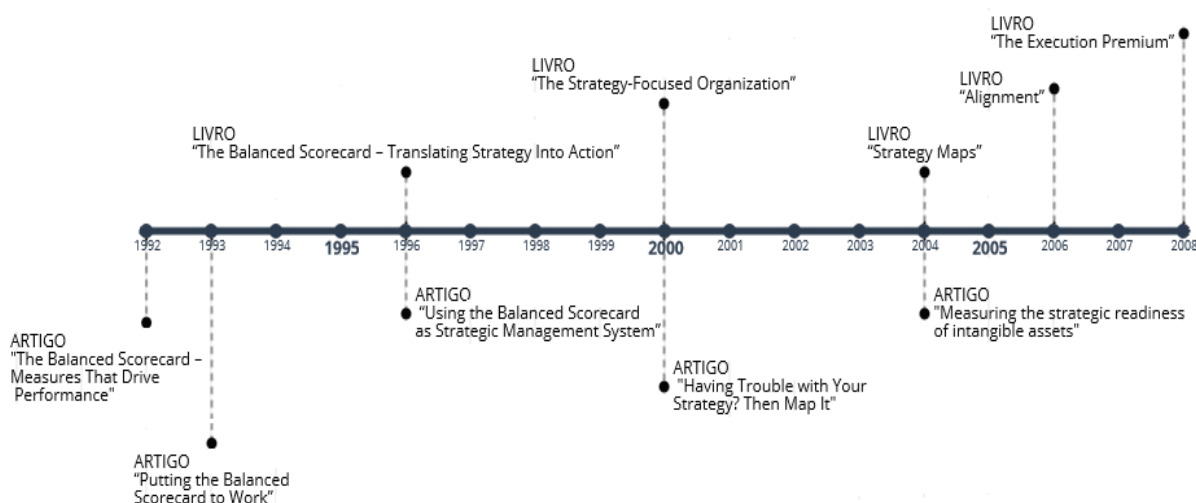 LIVRO
“The Execution Premium”
LIVRO
“The Strategy-Focused Organization”
LIVRO
“Alignment”
LIVRO
“The Balanced Scorecard – Translating Strategy Into Action”
LIVRO
“Strategy Maps”
1992 1993 1994 1995 1996 1997 1998 1999 2000 2001 2002 2003 2004 2005 2006 2007 2008
ARTIGO
"The Balanced Scorecard –
Measures That Drive
Performance"
ARTIGO
“Putting the Balanced
Scorecard to Work”
ARTIGO
“Using the Balanced Scorecard
as Strategic Management System”
ARTIGO
"Having Trouble with Your
Strategy? Then Map It"
ARTIGO
"Measuring the strategic readiness
of intangible assets"